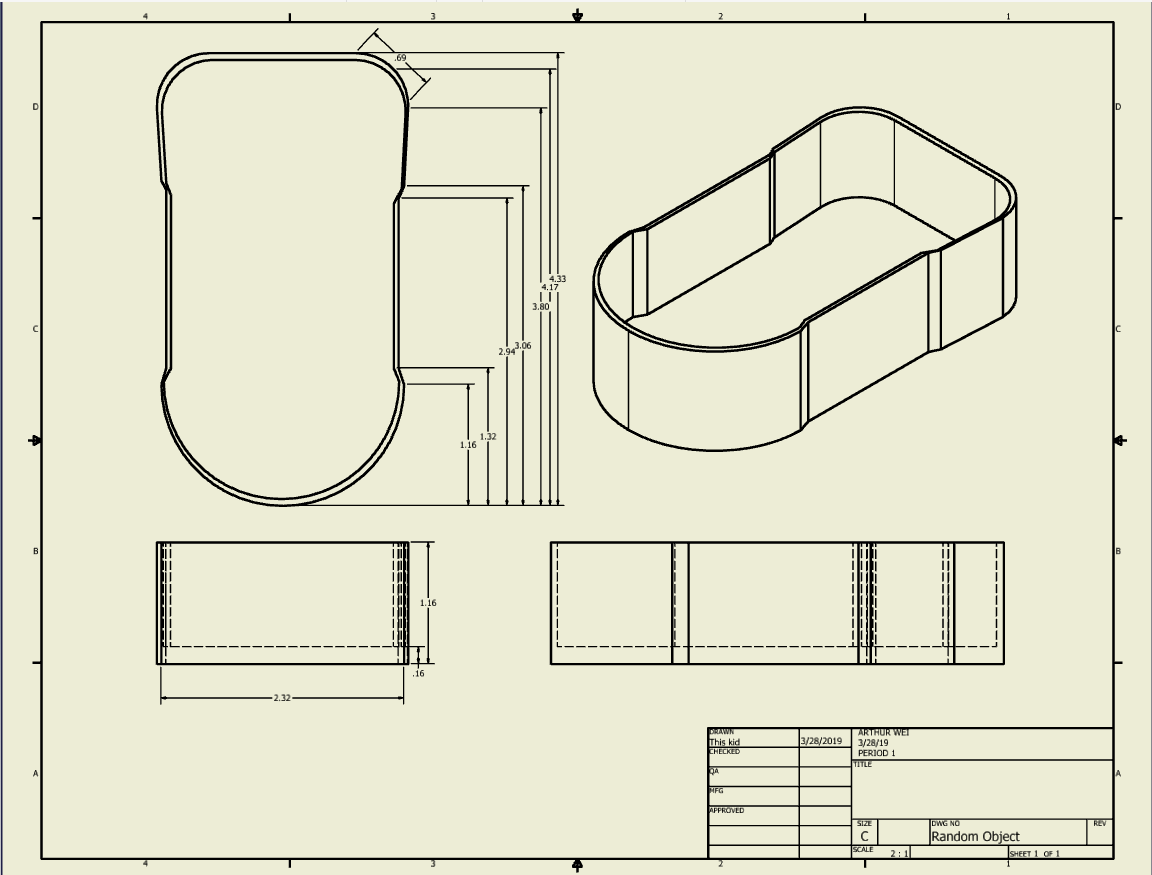 4 3 2 1
.69
D D
4.33
4.17
3.80
3.06
2.94
C C
1.32
1.16
B B
1.16
.16
2.32
DRAWN
This kid 3/28/2019
CHECKED
QA
MFG
APPROVED
ARTHUR WEI
3/28/19
PERIOD 1
TITLE
A A
SIZE
C
DWG NO
Random Object
REV
SCALE
2 : 1
SHEET 1 OF 1
4 3 2 1